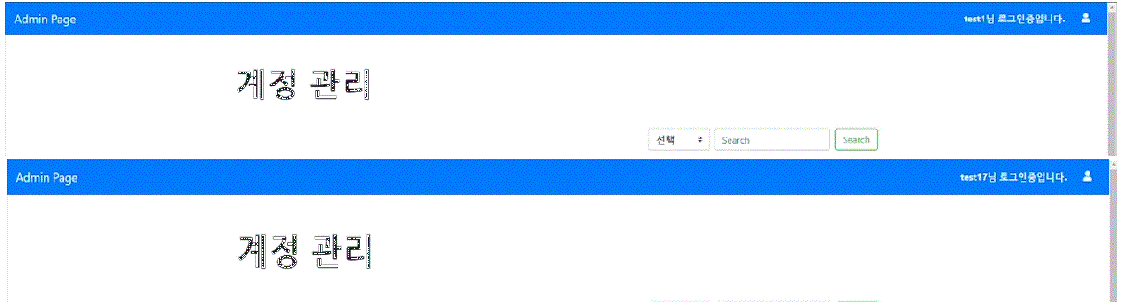 Admin Page
test1님 로그인중입니다.
계정 관리
선택 Search Search
Admin Page
test17님 로그인중입니다.
계정 관리